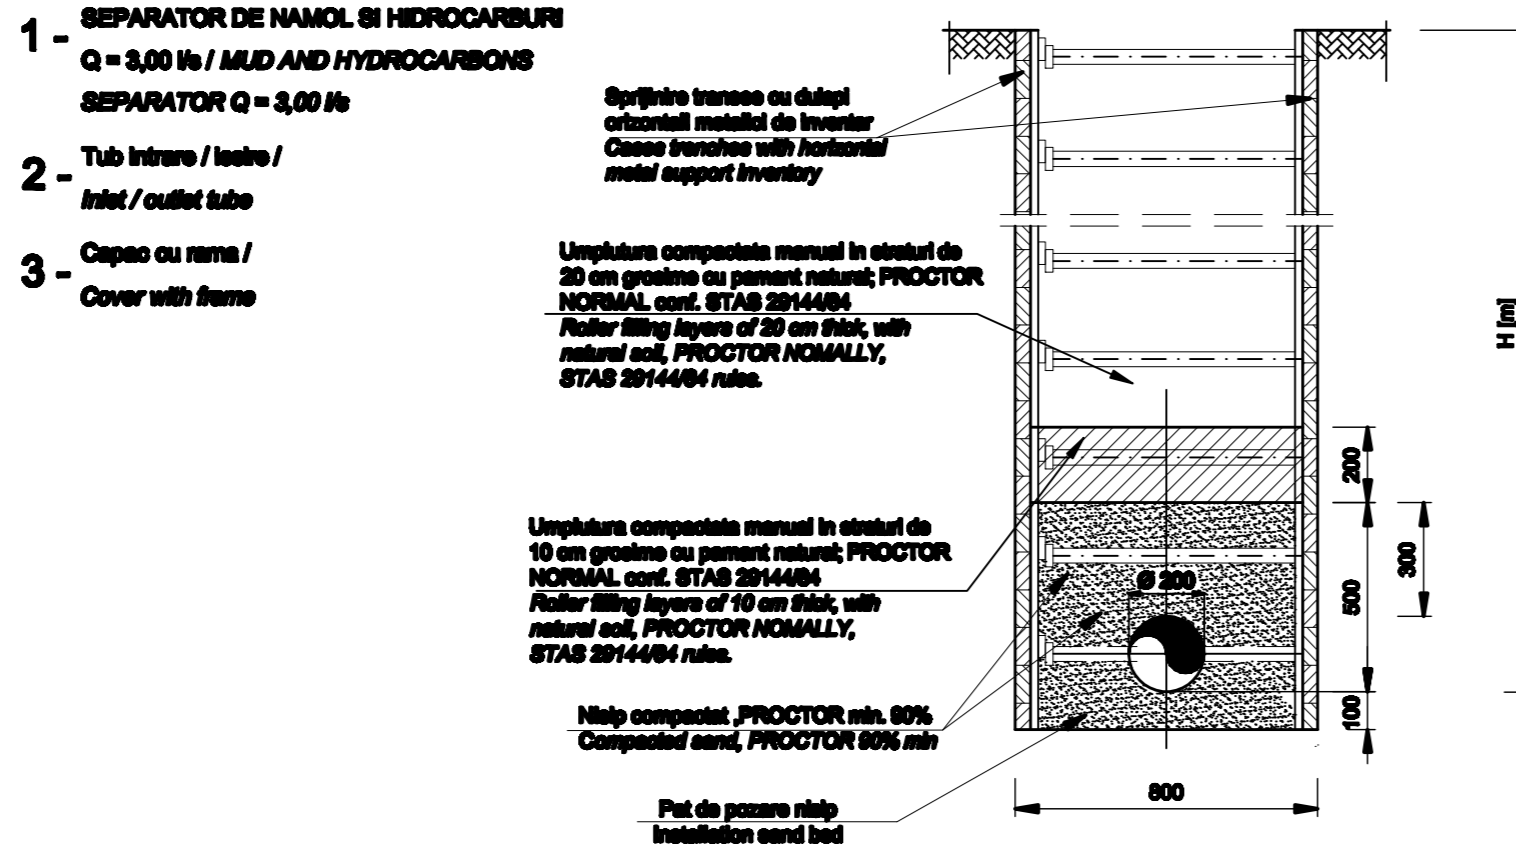 1 - SEPARATOR DE NAMOL SI HIDROCARBURI
Q = 3,00 l/s / MUD AND HYDROCARBONS
SEPARATOR Q = 3,00 l/s
2 - Tub intrare / iesire /
Inlet / outlet tube
3 - Capac cu rama /
Cover with frame
Sprijinire transee cu dulapi
orizontali metalici de inventar
Cases trenches with horizontal
metal support inventory
Umplutura compactata manual in straturi de
20 cm grosime cu pamant natural; PROCTOR
NORMAL conf. STAS 29144/84
Roller filling layers of 20 cm thick, with
natural soil, PROCTOR NOMALLY,
STAS 29144/84 rules.
Umplutura compactata manual in straturi de
10 cm grosime cu pamant natural; PROCTOR
NORMAL conf. STAS 29144/84
Roller filling layers of 10 cm thick, with
natural soil, PROCTOR NOMALLY,
STAS 29144/84 rules.
Nisip compactat ,PROCTOR min. 90%
Compacted sand, PROCTOR 90% min
Pat de pozare nisip
Installation sand bed
Ø 200
200
500
300
100
800
H [m]